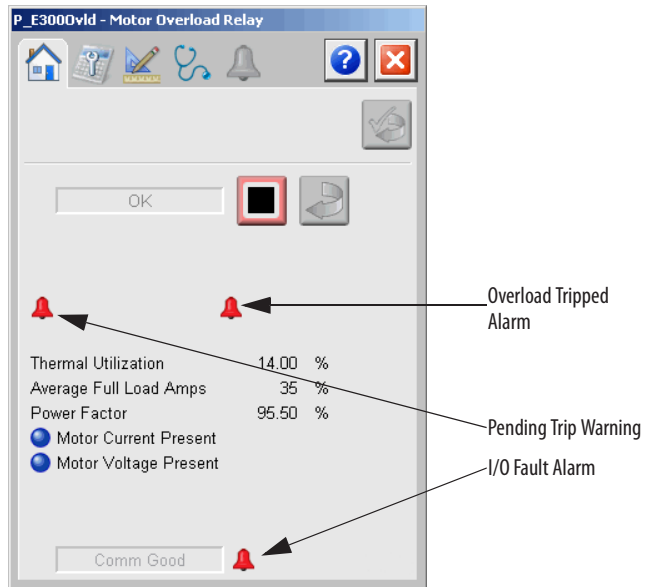 P_E300Ovld - Motor Overload Relay
?
OK
Overload Tripped
Alarm
Thermal Utilization 14.00 %
Average Full Load Amps 35 %
Power Factor 95.50 %
Motor Current Present
Motor Voltage Present
Pending Trip Warning
I/O Fault Alarm
Comm Good